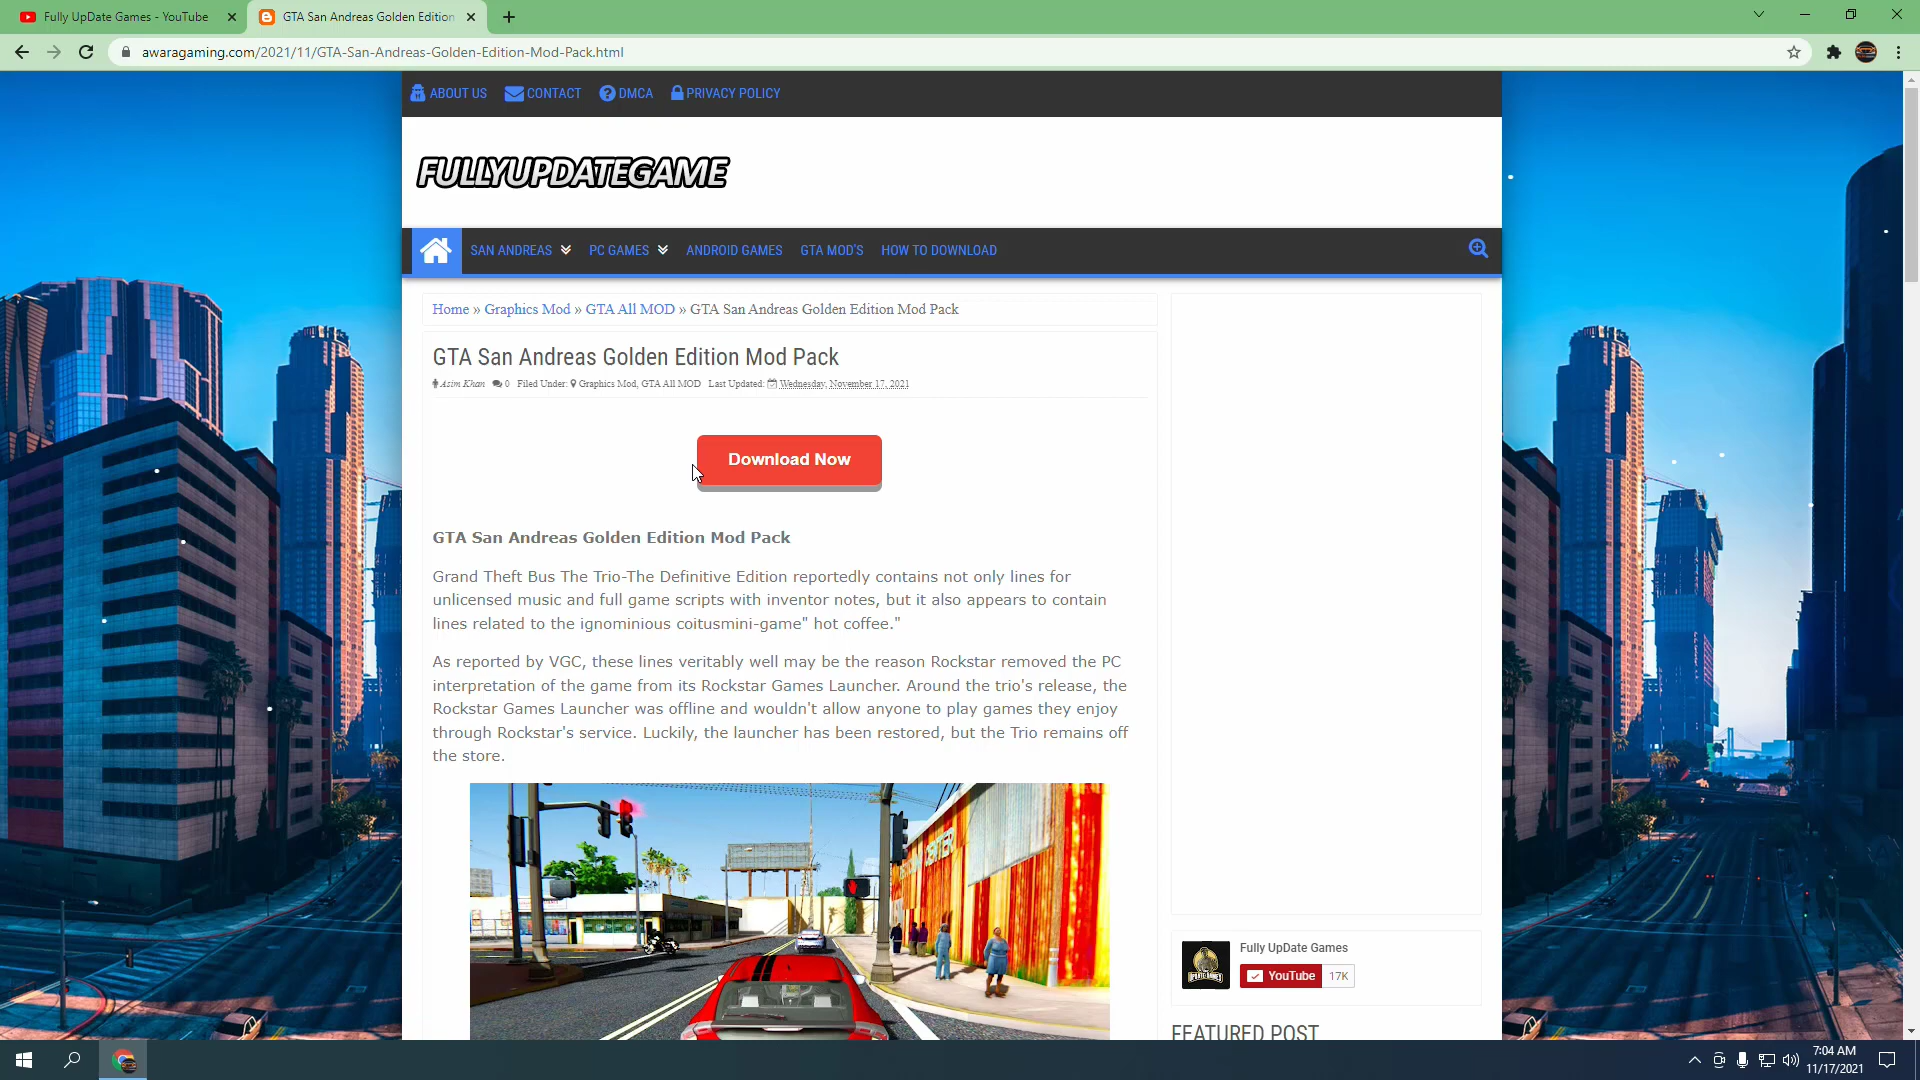 Fully UpDate Games - YouTube
GTA San Andreas Golden Edition
awaragaming.com/2021/11/GTA-San-Andreas-Golden-Edition-Mod-Pack.html
ABOUT US CONTACT DMCA PRIVACY POLICY
FULLYUPDATEGAME
SAN ANDREAS PC GAMES ANDROID GAMES GTA MOD'S HOW TO DOWNLOAD
Home » Graphics Mod » GTA All MOD » GTA San Andreas Golden Edition Mod Pack
GTA San Andreas Golden Edition Mod Pack
Asim Khan 0 Filed Under: Graphics Mod, GTA All MOD Last Updated: Wednesday, November 17, 2021
Download Now
GTA San Andreas Golden Edition Mod Pack
Grand Theft Bus The Trio-The Definitive Edition reportedly contains not only lines for
unlicensed music and full game scripts with inventor notes, but it also appears to contain
lines related to the ignominious coitusmini-game" hot coffee."
As reported by VGC, these lines veritably well may be the reason Rockstar removed the PC
interpretation of the game from its Rockstar Games Launcher. Around the trio's release, the
Rockstar Games Launcher was offline and wouldn't allow anyone to play games they enjoy
through Rockstar's service. Luckily, the launcher has been restored, but the Trio remains off
the store.
Fully UpDate Games
YouTube 17K
FEATURED POST
7:04 AM
11/17/2021